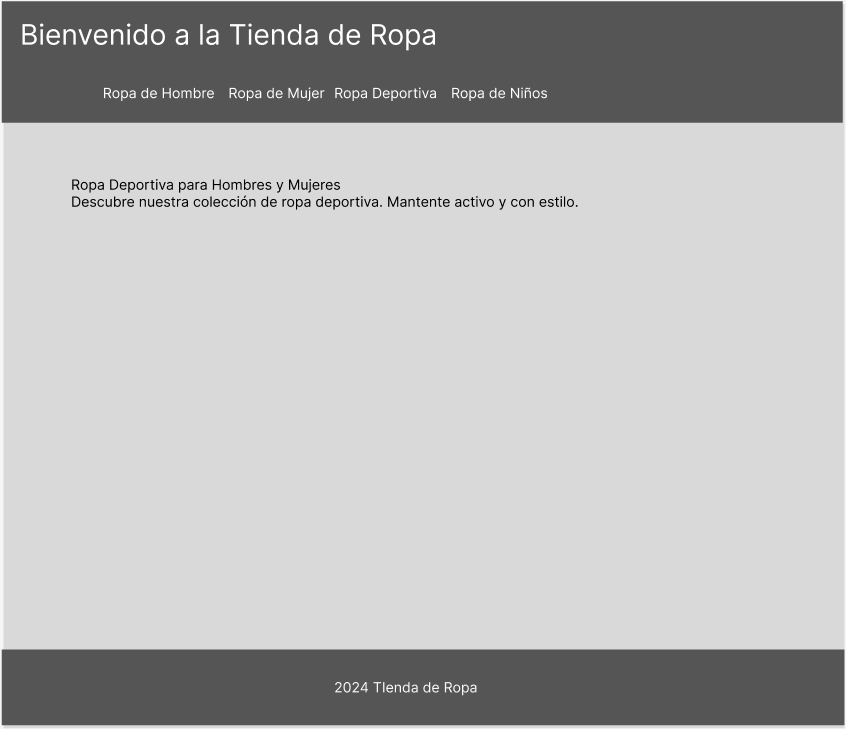 Bienvenido a la Tienda de Ropa
Ropa de Hombre Ropa de Mujer Ropa Deportiva Ropa de Niños
Ropa Deportiva para Hombres y Mujeres
Descubre nuestra colección de ropa deportiva. Mantente activo y con estilo.
2024 TIenda de Ropa